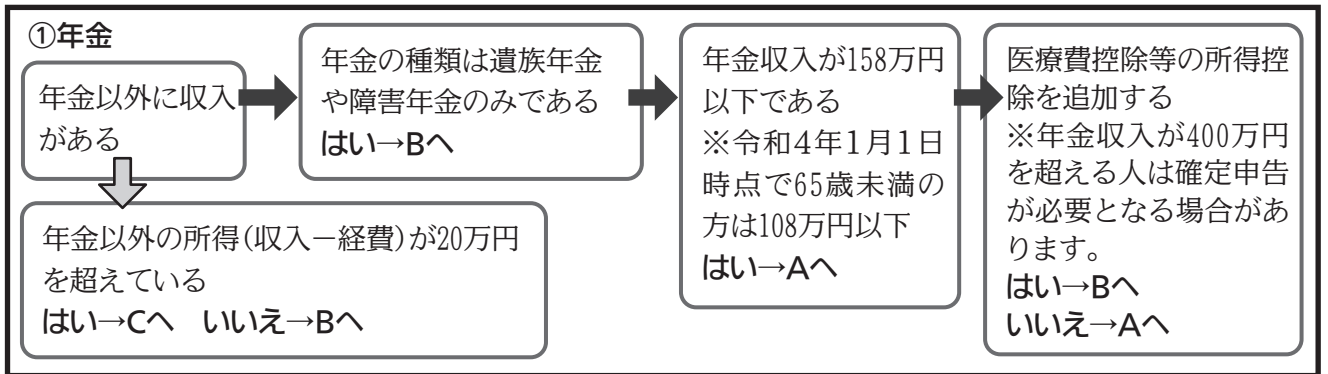 ①年金
年金以外に収入
がある
年金の種類は遺族年金
や障害年金のみである
はい→Bへ
年金収入が158万円
以下である
※令和4年1月1日
時点で65歳未満の
方は108万円以下
はい→Aへ
医療費控除等の所得控
除を追加する
※年金収入が400万円
を超える人は確定申告
が必要となる場合があ
ります。
はい→Bへ
いいえ→Aへ
年金以外の所得(収入－経費)が20万円
を超えている
はい→Cへ　いいえ→Bへ